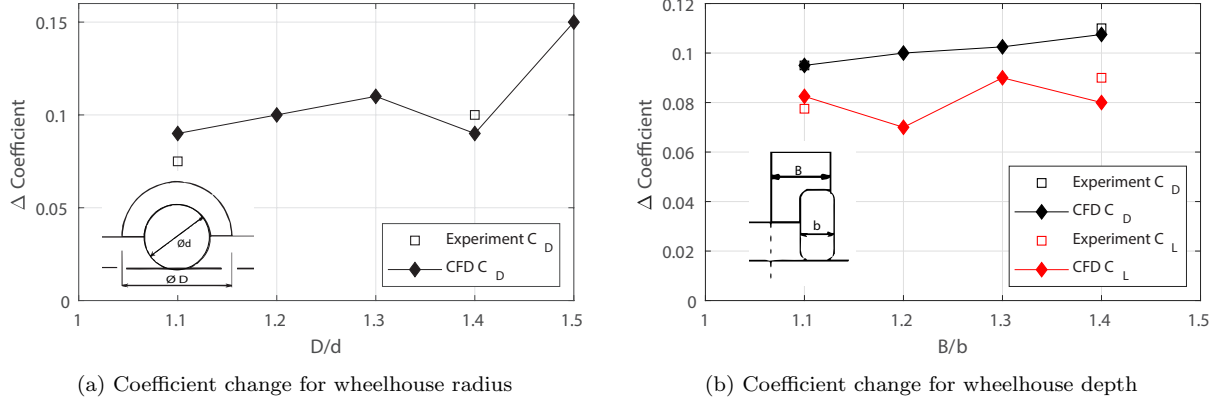 0.15
0.1
0.05
0
Δ Coefficient
Ød
Ø D
Experiment C D
CFD C D
1 1.1 1.2 1.3 1.4 1.5
D/d
(a) Coefficient change for wheelhouse radius
0.12
0.1
0.08
0.06
0.04
0.02
0
Δ Coefficient
B
b
Experiment C D
CFD C D
Experiment C L
CFD C L
1 1.1 1.2 1.3 1.4 1.5
B/b
(b) Coefficient change for wheelhouse depth